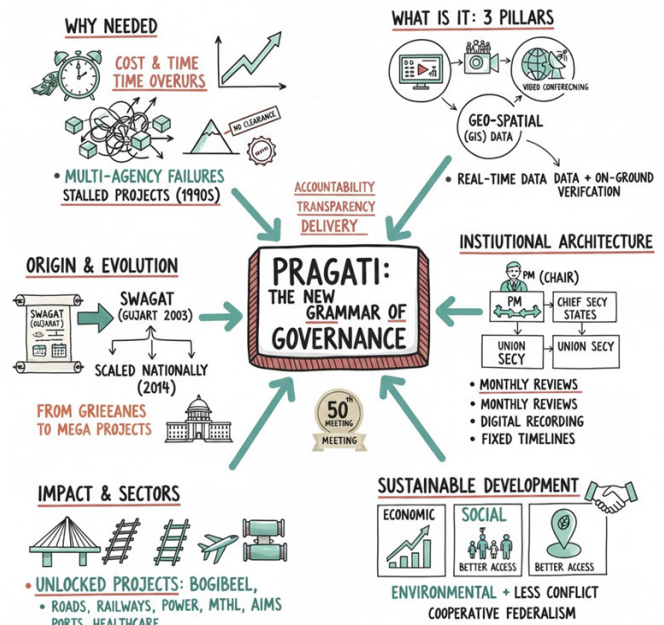 WHY NEEDED
COST & TIME
TIME OVERURS
NO CLEARANCE
• MULTI-AGENCY FAILURES
STALLED PROJECTS (1990S)
WHAT IS IT: 3 PILLARS
VIDEO CONFERECNING
GEO-SPATIAL
(GIS) DATA
• REAL-TIME DATA DATA + ON-GROUND
VERIFCATION
ACCOUNTABILITY
TRANSPARENCY
DELIVERY
PRAGATI:
THE NEW
GRAMMAR OF
GOVERNANCE
ORIGIN & EVOLUTION
SWAGAT
(GUJARAT)
SWAGAT
(GUJART 2003)
SCALED NATIONALLY
(2014)
FROM GRIEEANES
TO MEGA PROJECTS
INSTIUTIONAL ARCHITECTURE
PM (CHAIR)
PM
CHIEF SECY
STATES
UNION
SECY
UNION SECY
• MONTHLY REVIEWS
• MONTHLY REVIEWS
• DIGITAL RECORDING
• FIXED TIMELINES
50th
MEETING
MEETING
IMPACT & SECTORS
• UNLOCKED PROJECTS: BOGIBEEL,
• ROADS, RAILWAYS, POWER, MTHL, AIMS
PORTS, HEALTHCARE
SUSTAINABLE DEVELOPMENT
ECONOMIC
SOCIAL
BETTER ACCESS
BETTER ACCESS
ENVIRONMENTAL + LESS CONFLICT
COOPERATIVE FEDERALISM